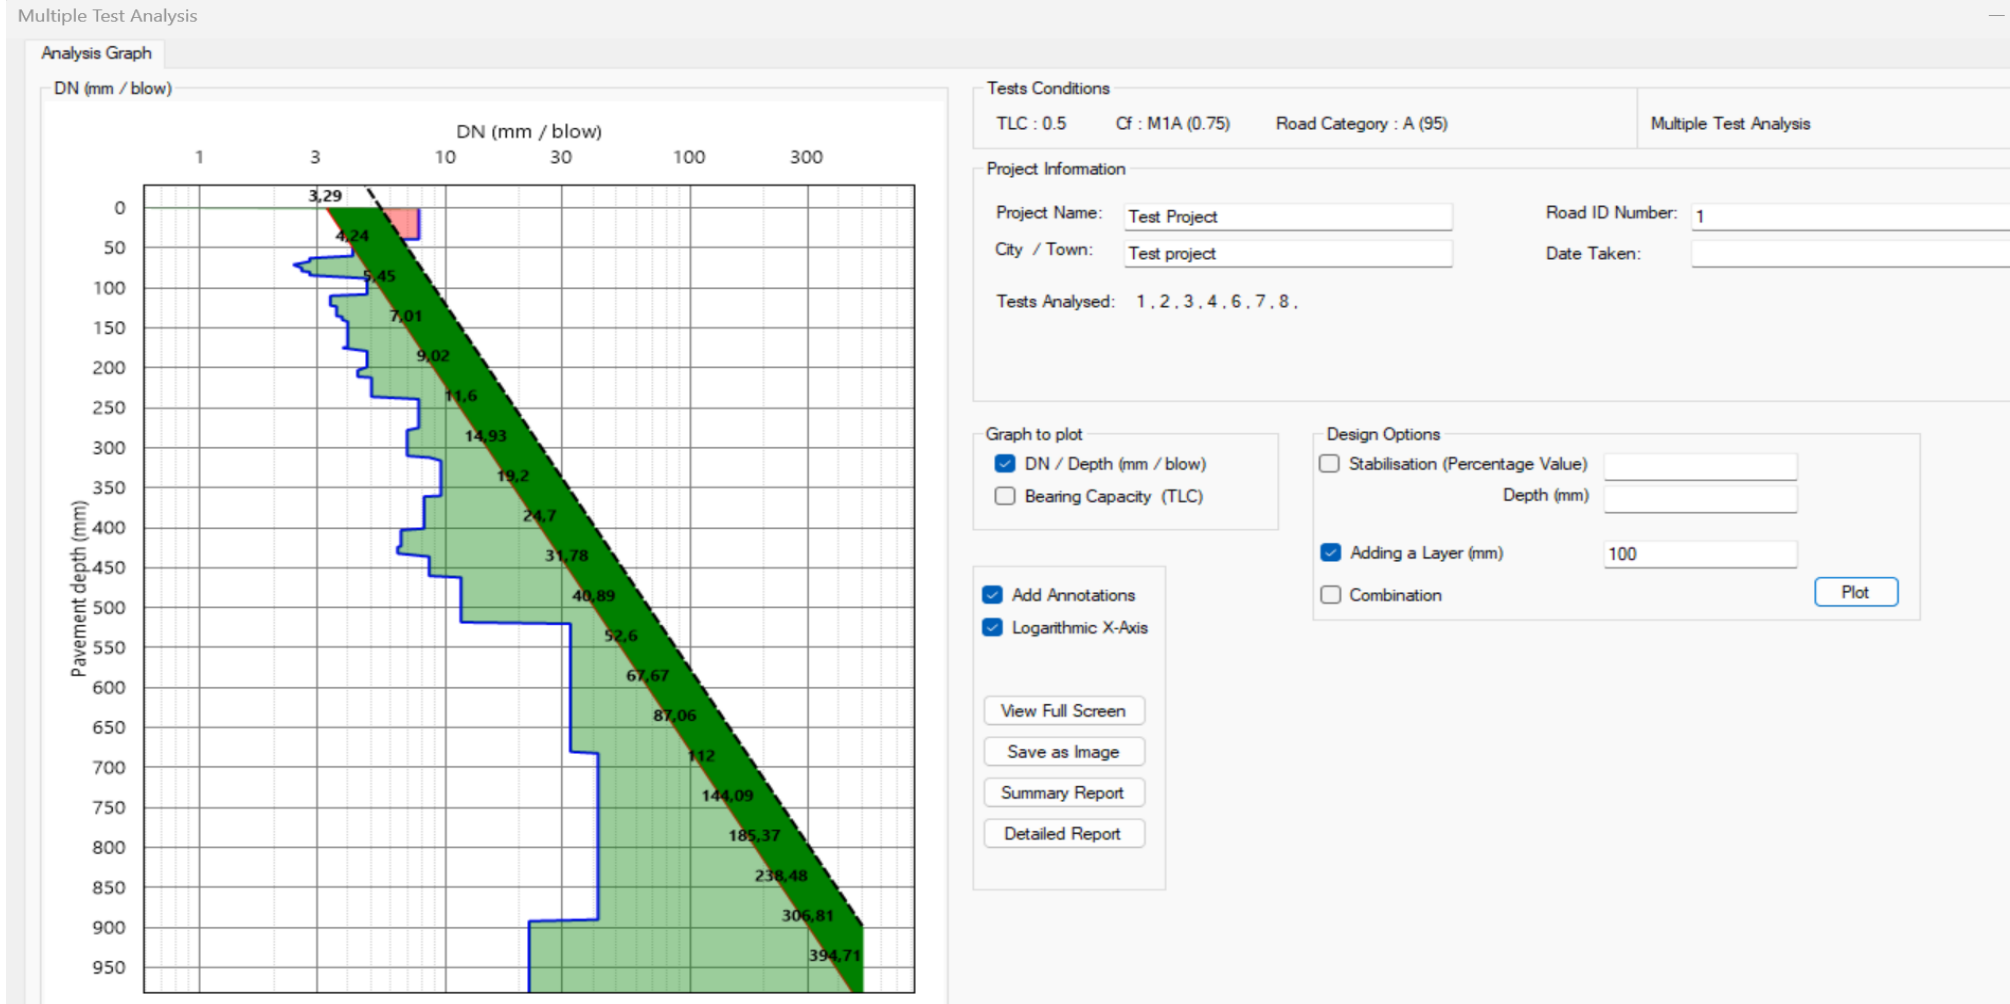 Multiple Test Analysis
Analysis Graph
DN (mm / blow)
DN (mm / blow)
1 3 10 30 100 300
Pavement depth (mm)
0
50
100
150
200
250
300
350
400
450
500
550
600
650
700
750
800
850
900
950
3,29
4,24
5,45
7,01
9,02
11,6
14,93
19,2
24,7
31,78
40,89
52,6
67,67
87,06
112
144,09
185,37
238,48
306,81
394,71
Tests Conditions
TLC : 0.5 Cf : M1A (0.75) Road Category : A (95) Multiple Test Analysis
Project Information
Project Name: Test Project Road ID Number: 1
City / Town: Test project Date Taken:
Tests Analysed: 1 , 2 , 3 , 4 , 6 , 7 , 8 ,
Graph to plot
DN / Depth (mm / blow)
Bearing Capacity (TLC)
Design Options
Stabilisation (Percentage Value)
Depth (mm)
Adding a Layer (mm) 100
Combination Plot
Add Annotations
Logarithmic X-Axis
View Full Screen
Save as Image
Summary Report
Detailed Report